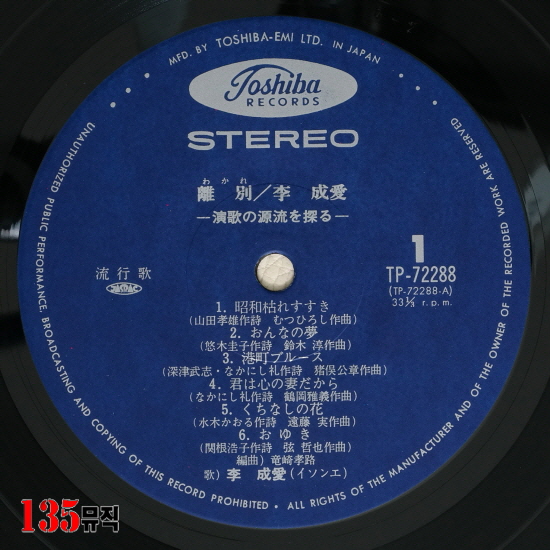 MFD. BY TOSHIBA-EMI LTD. IN JAPAN
Toshiba
RECORDS
STEREO
わかれ
離 別／李 成愛
—演歌の源流を探る—
流行歌
JASRAC
1
TP-72288
(TP-72288-A)
33⅓ r.p.m.
1. 昭和枯れすすき
(山田孝雄作詩 むつひろし作曲)
2. おんなの夢
(悠木圭子作詩 鈴木 淳作曲)
3. 港町ブルース
(深津武志・なかにし礼作詩 猪俣公章作曲)
4. 君は心の妻だから
(なかにし礼作詩 鶴岡雅義作曲)
5. くちなしの花
(水木かおる作詩 遠藤 実作曲)
6. おゆき
(関根浩子作詩 弦 哲也作曲)
編曲) 竜崎孝路
歌) 李 成愛 (イソンエ)
UNAUTHORIZED PUBLIC PERFORMANCE, BROADCASTING AND COPYING OF THIS RECORD PROHIBITED • ALL RIGHTS OF THE MANUFACTURER AND OF THE OWNER OF THE RECORDED WORK ARE RESERVED
135뮤직